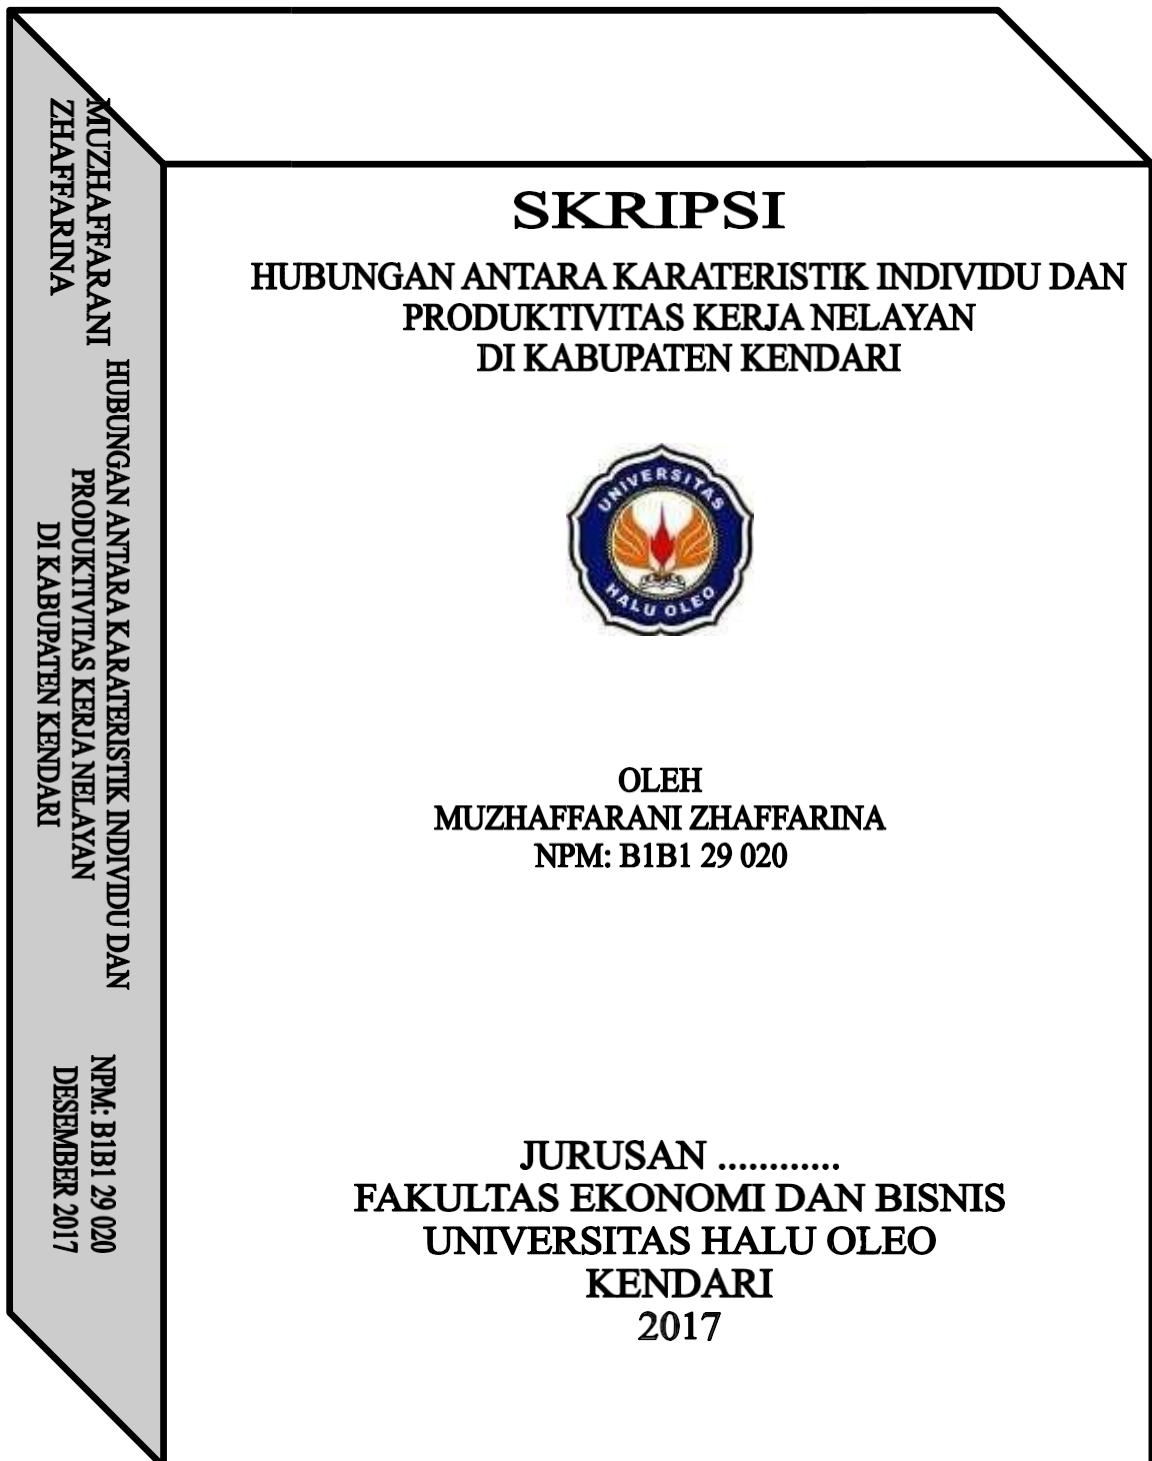 MUZHAFFARANI
ZHAFFARINA
HUBUNGAN ANTARA KARATERISTIK INDIVIDU DAN
PRODUKTIVITAS KERJA NELAYAN
DI KABUPATEN KENDARI
NPM: B1B1 29 020
DESEMBER 2017
SKRIPSI
HUBUNGAN ANTARA KARATERISTIK INDIVIDU DAN
PRODUKTIVITAS KERJA NELAYAN
DI KABUPATEN KENDARI
UNIVERSITAS
HALU OLEO
OLEH
MUZHAFFARANI ZHAFFARINA
NPM: B1B1 29 020
JURUSAN ............
FAKULTAS EKONOMI DAN BISNIS
UNIVERSITAS HALU OLEO
KENDARI
2017